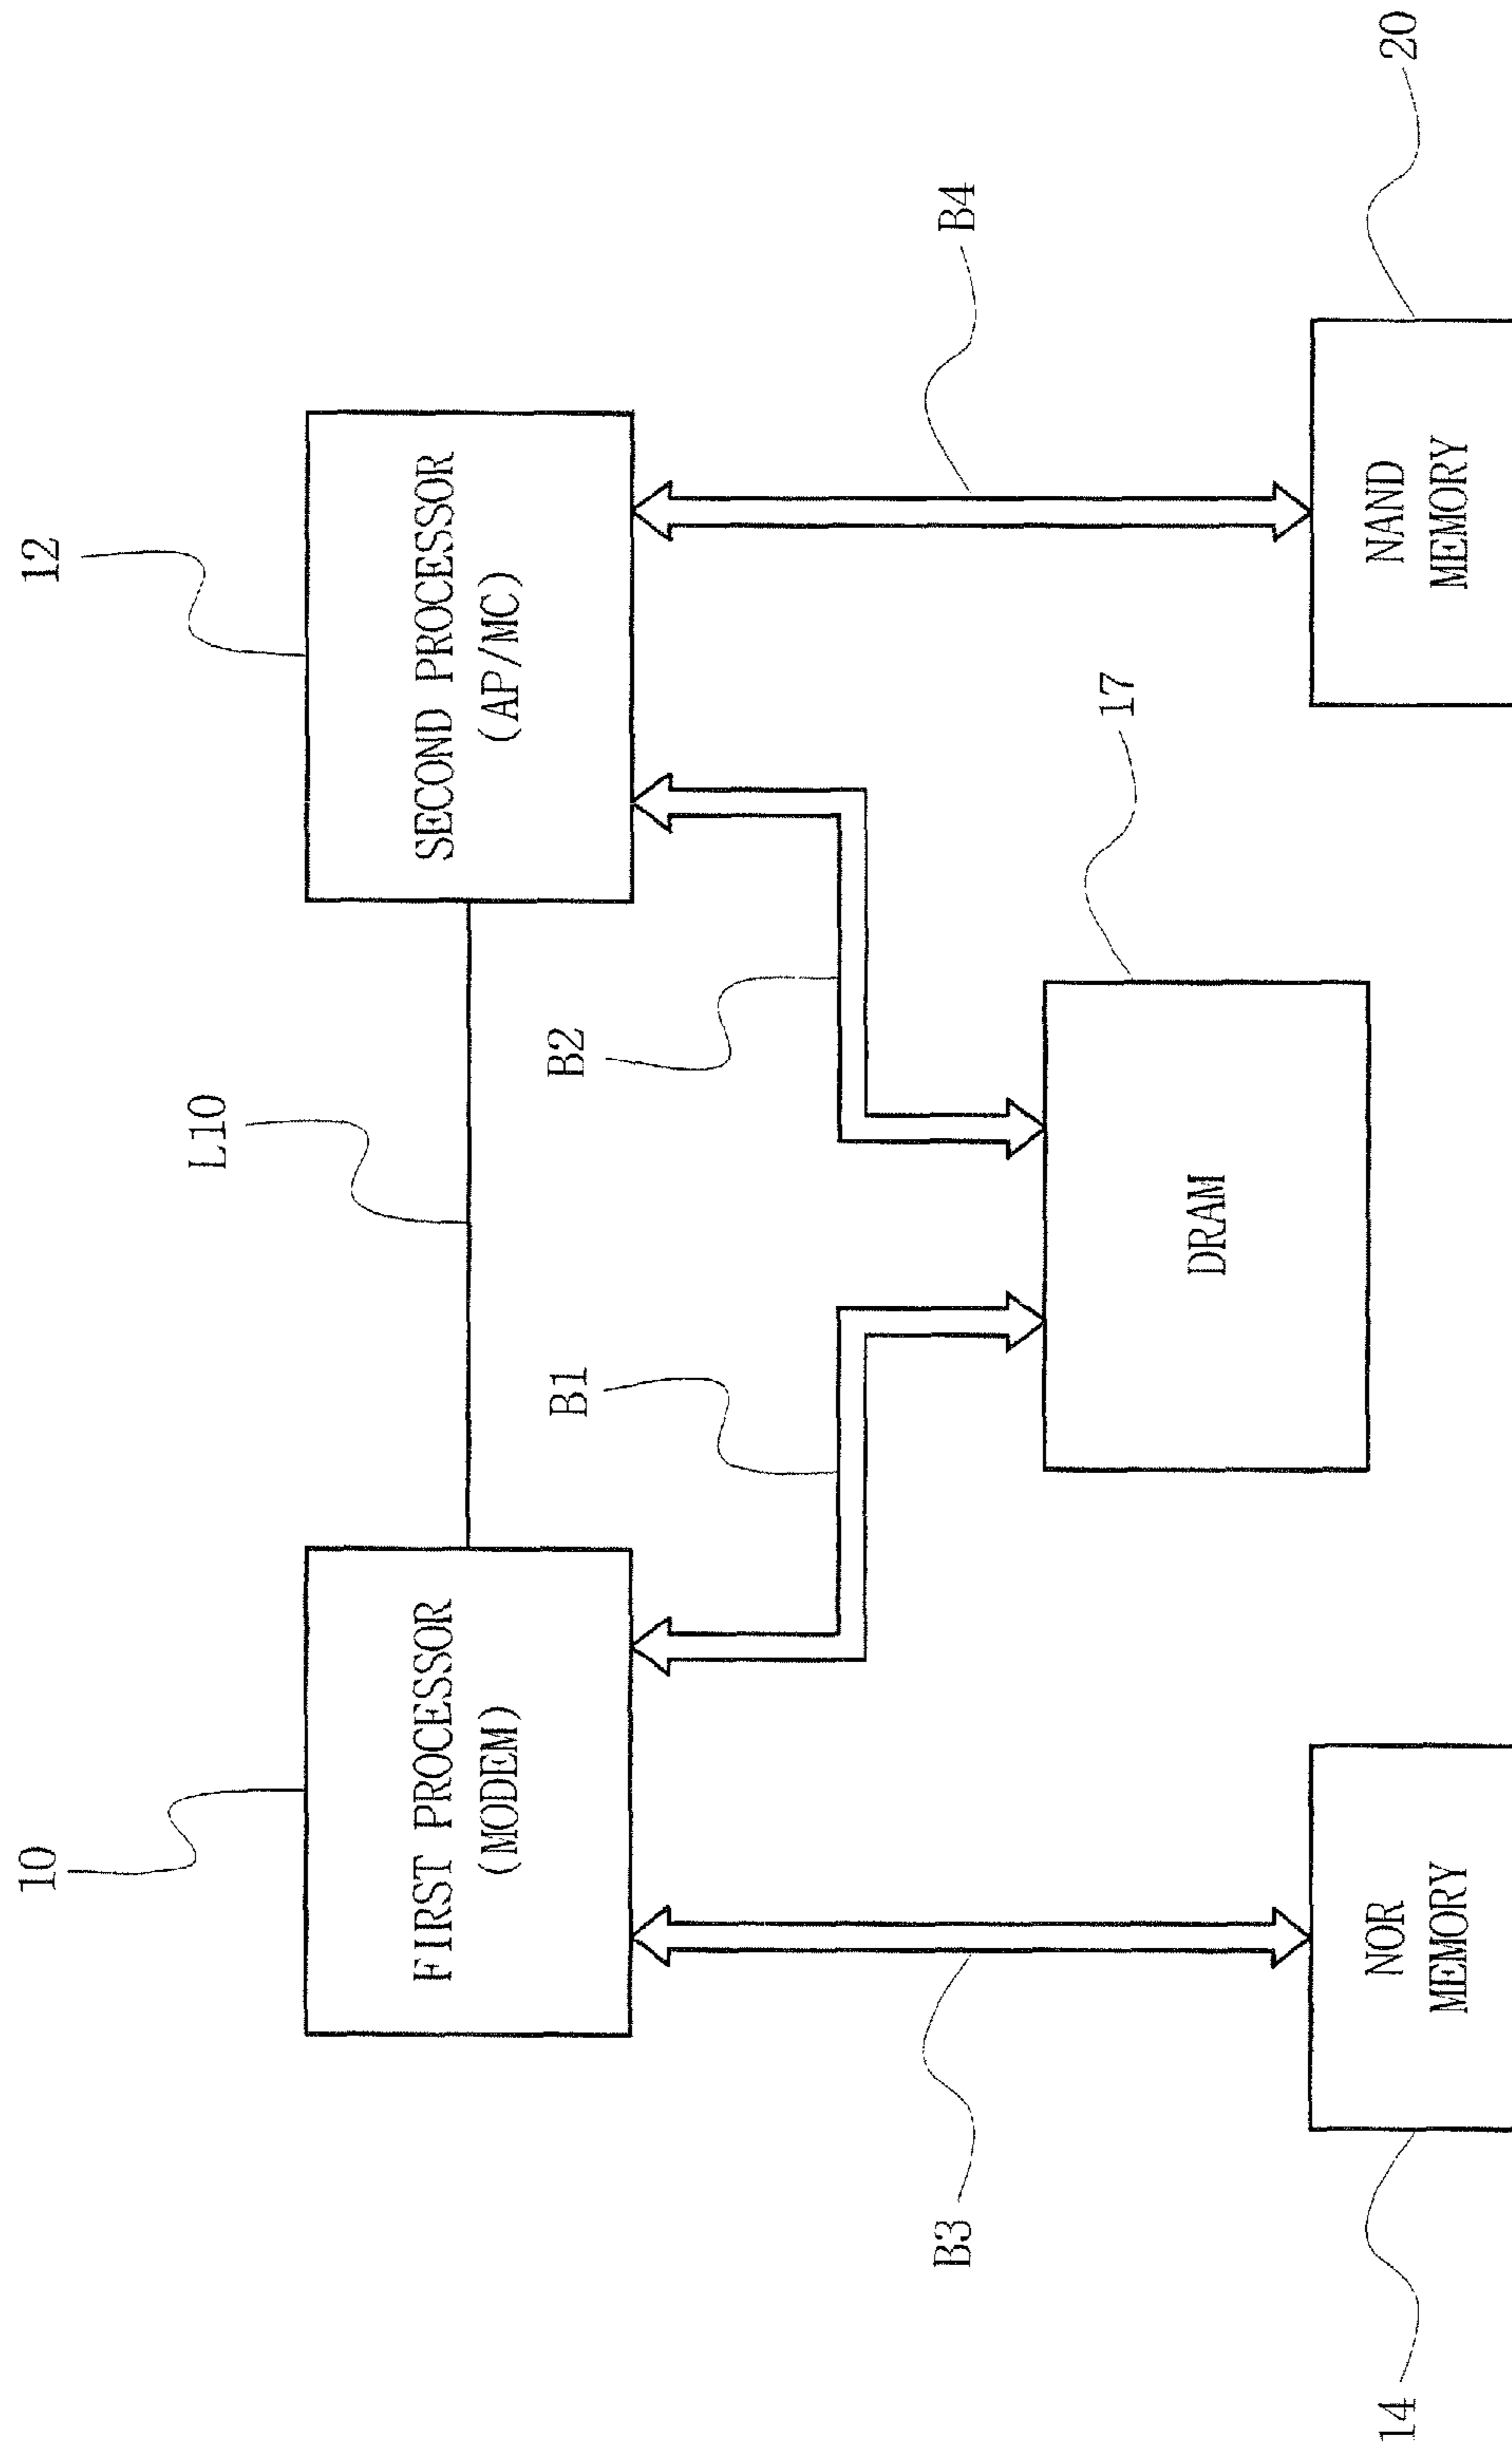 10
12
L10
FIRST PROCESSOR
(MODEM)
SECOND PROCESSOR
(AP/MC)
B1
B2
B3
B4
17
DRAM
14
NOR
MEMORY
NAND
MEMORY
20